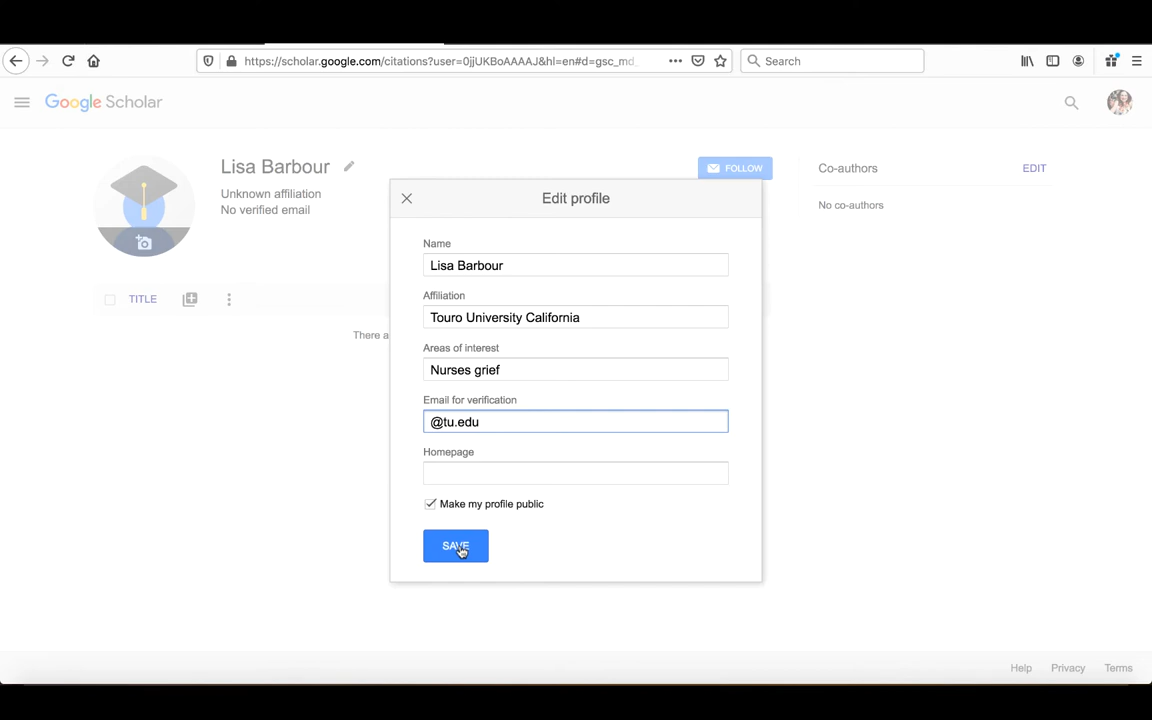 https://scholar.google.com/citations?user=0jjUKBoAAAAJ&hl=en#d=gsc_md_
Search
Google Scholar
Lisa Barbour
Unknown affiliation
No verified email
FOLLOW
Co-authors
EDIT
No co-authors
TITLE
There a
Edit profile
Name
Lisa Barbour
Affiliation
Touro University California
Areas of interest
Nurses grief
Email for verification
@tu.edu
Homepage
Make my profile public
SAVE
Help Privacy Terms